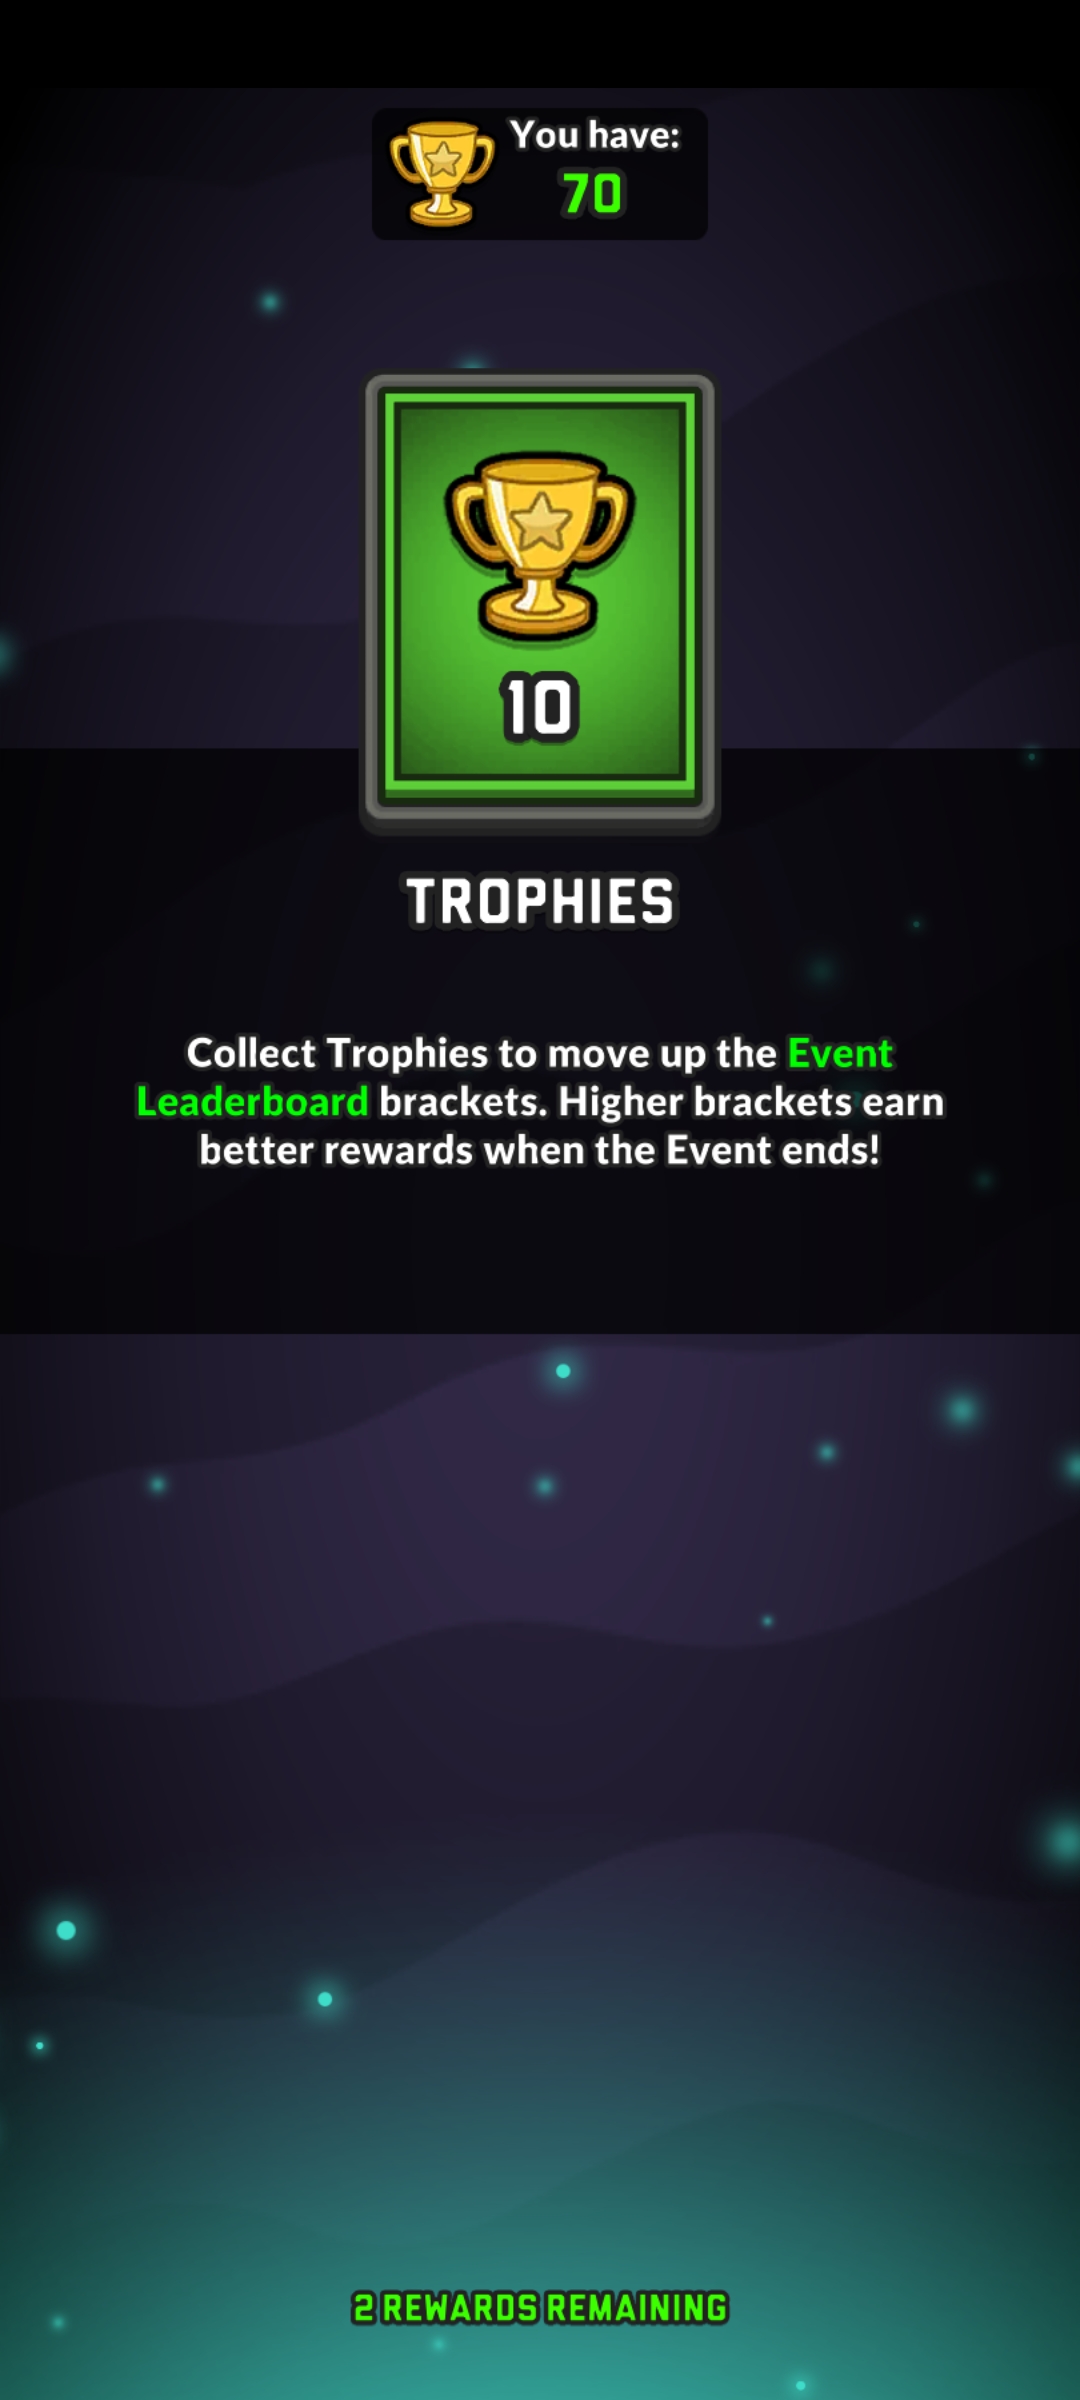 You have:
70
10
TROPHIES
Collect Trophies to move up the Event
Leaderboard brackets. Higher brackets earn
better rewards when the Event ends!
2 REWARDS REMAINING